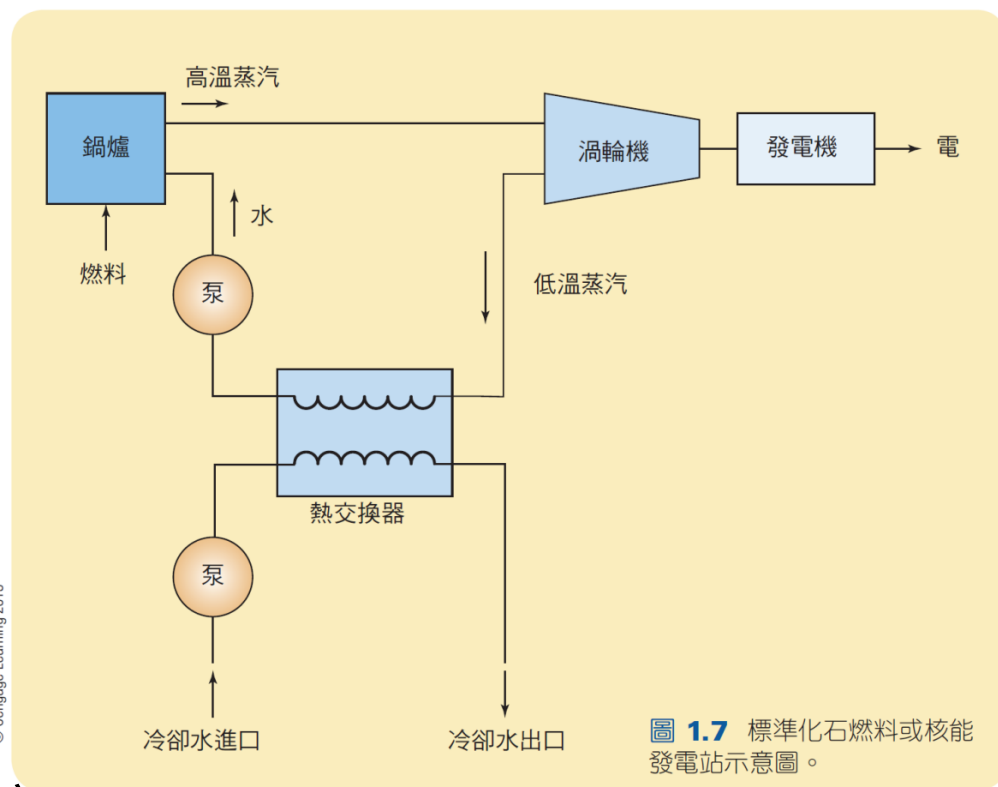 高溫蒸汽
鍋爐
渦輪機
發電機
電
水
燃料
泵
低溫蒸汽
熱交換器
泵
冷卻水進口
冷卻水出口
圖 1.7 標準化石燃料或核能
發電站示意圖。